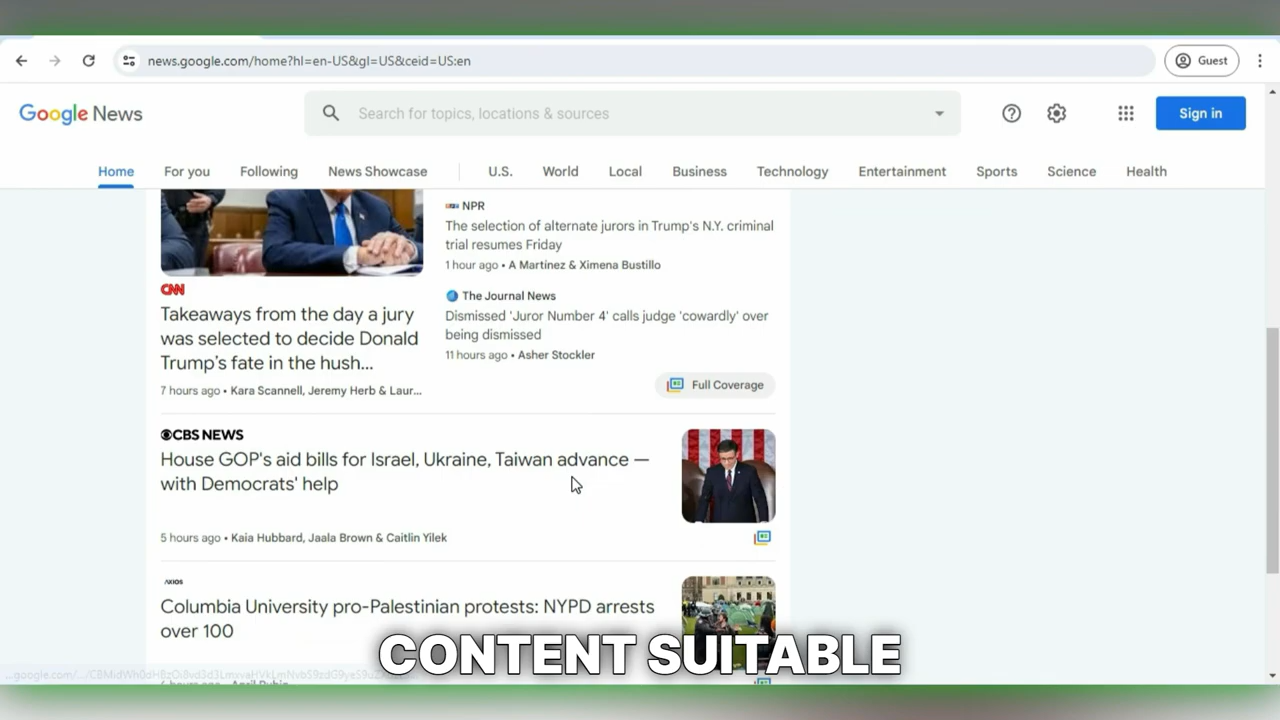 news.google.com/home?hl=en-US&gl=US&ceid=US:en
Guest
Google News
Search for topics, locations & sources
Sign in
Home For you Following News Showcase U.S. World Local Business Technology Entertainment Sports Science Health
NPR
The selection of alternate jurors in Trump's N.Y. criminal
trial resumes Friday
1 hour ago • A Martínez & Ximena Bustillo
CNN
The Journal News
Takeaways from the day a jury
was selected to decide Donald
Trump's fate in the hush...
Dismissed 'Juror Number 4' calls judge 'cowardly' over
being dismissed
11 hours ago • Asher Stockler
Full Coverage
7 hours ago • Kara Scannell, Jeremy Herb & Laur...
CBS NEWS
House GOP's aid bills for Israel, Ukraine, Taiwan advance —
with Democrats' help
5 hours ago • Kaia Hubbard, Jaala Brown & Caitlin Yilek
AXIOS
Columbia University pro-Palestinian protests: NYPD arrests
over 100
CONTENT SUITABLE